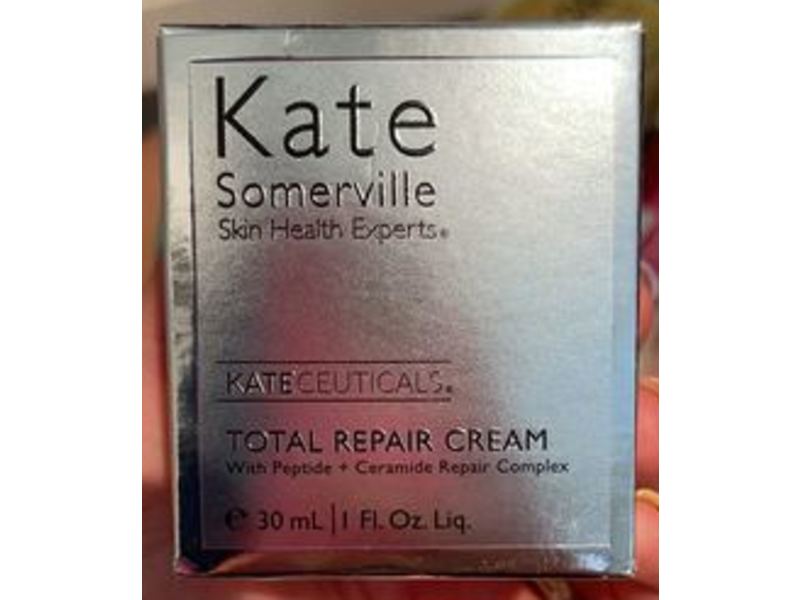 Kate
Somerville
Skin Health Experts®
KATECEUTICALS®
TOTAL REPAIR CREAM
With Peptide + Ceramide Repair Complex
℮ 30 mL | 1 Fl. Oz. Liq.